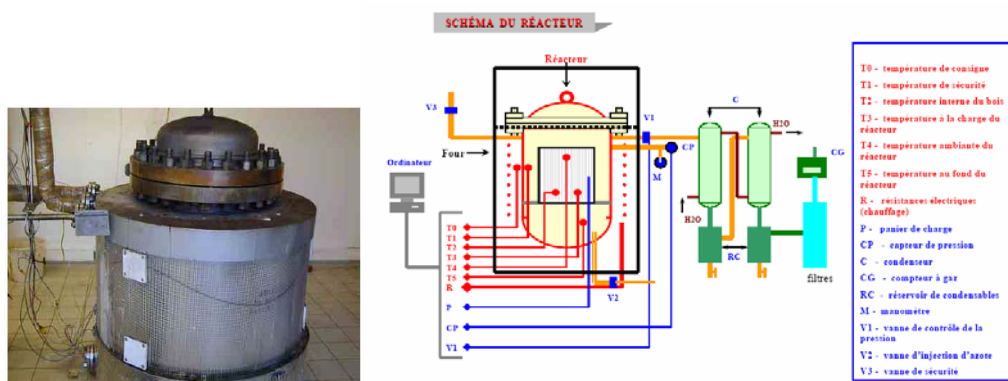 SCHÉMA DU RÉACTEUR
Réacteur
V3
V1
C
H2O
CP
CG
Four
M
Ordinateur
H2O
T0
T1
T2
T3
T4
T5
R
RC
V2
filtres
P
CP
V1
T0 - température de consigne
T1 - température de sécurité
T2 - température interne du bois
T3 - température à la charge du
réacteur
T4 - température ambiante du
réacteur
T5 - température au fond du
réacteur
R - résistances électriques
(chauffage)
P - panier de charge
CP - capteur de pression
C - condenseur
CG - compteur à gaz
RC - réservoir de condensables
M - manomètre
V1 - vanne de contrôle de la
pression
V2 - vanne d'injection d'azote
V3 - vanne de sécurité